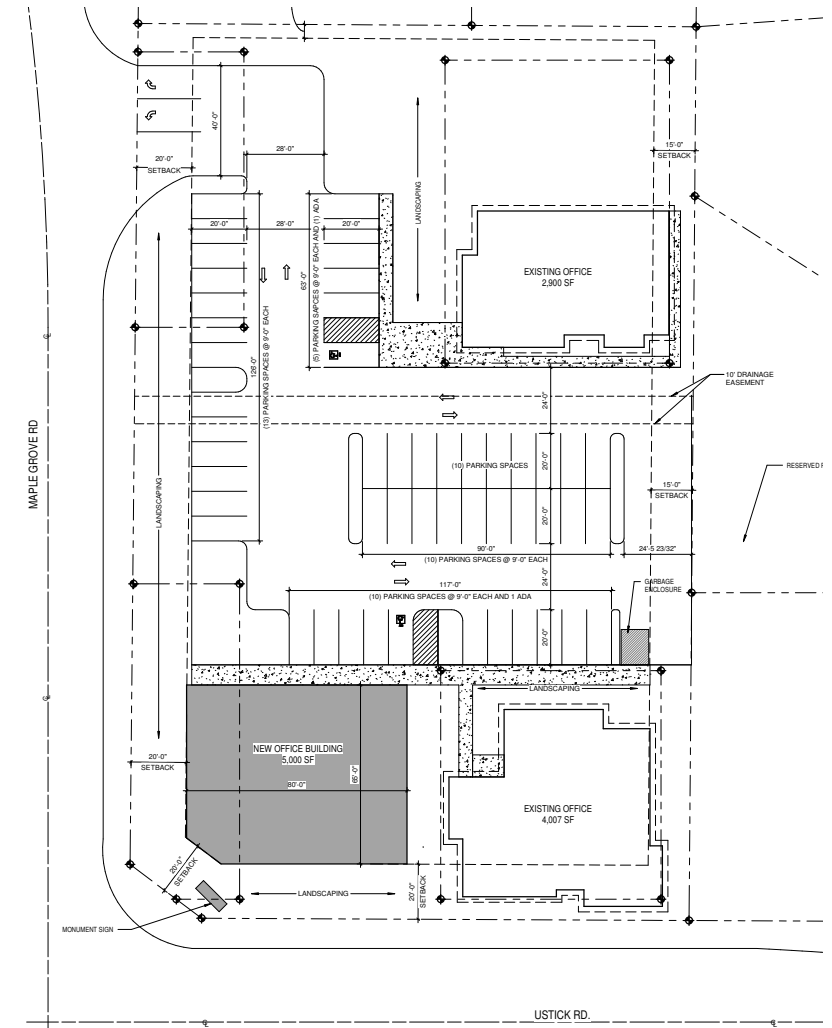 40'-0"
28'-0"
20'-0"
SETBACK
15'-0"
SETBACK
LANDSCAPING
20'-0"
28'-0"
20'-0"
63'-0"
(5) PARKING SAPCES @ 9'-0" EACH AND (1) ADA
EXISTING OFFICE
2,900 SF
128'-0"
(13) PARKING SPACES @ 9'-0" EACH
10' DRAINAGE
EASEMENT
24'-0"
MAPLE GROVE RD
LANDSCAPING
(10) PARKING SPACES
20'-0"
RESERVED
15'-0"
SETBACK
20'-0"
90'-0"
24'-5 23/32"
(10) PARKING SPACES @ 9'-0" EACH
24'-0"
117'-0"
(10) PARKING SPACES @ 9'-0" EACH AND 1 ADA
GARBAGE
ENCLOSURE
20'-0"
LANDSCAPING
NEW OFFICE BUILDING
5,000 SF
65'-0"
80'-0"
20'-0"
SETBACK
EXISTING OFFICE
4,007 SF
20'-0"
SETBACK
LANDSCAPING
20'-0"
SETBACK
MONUMENT SIGN
USTICK RD.